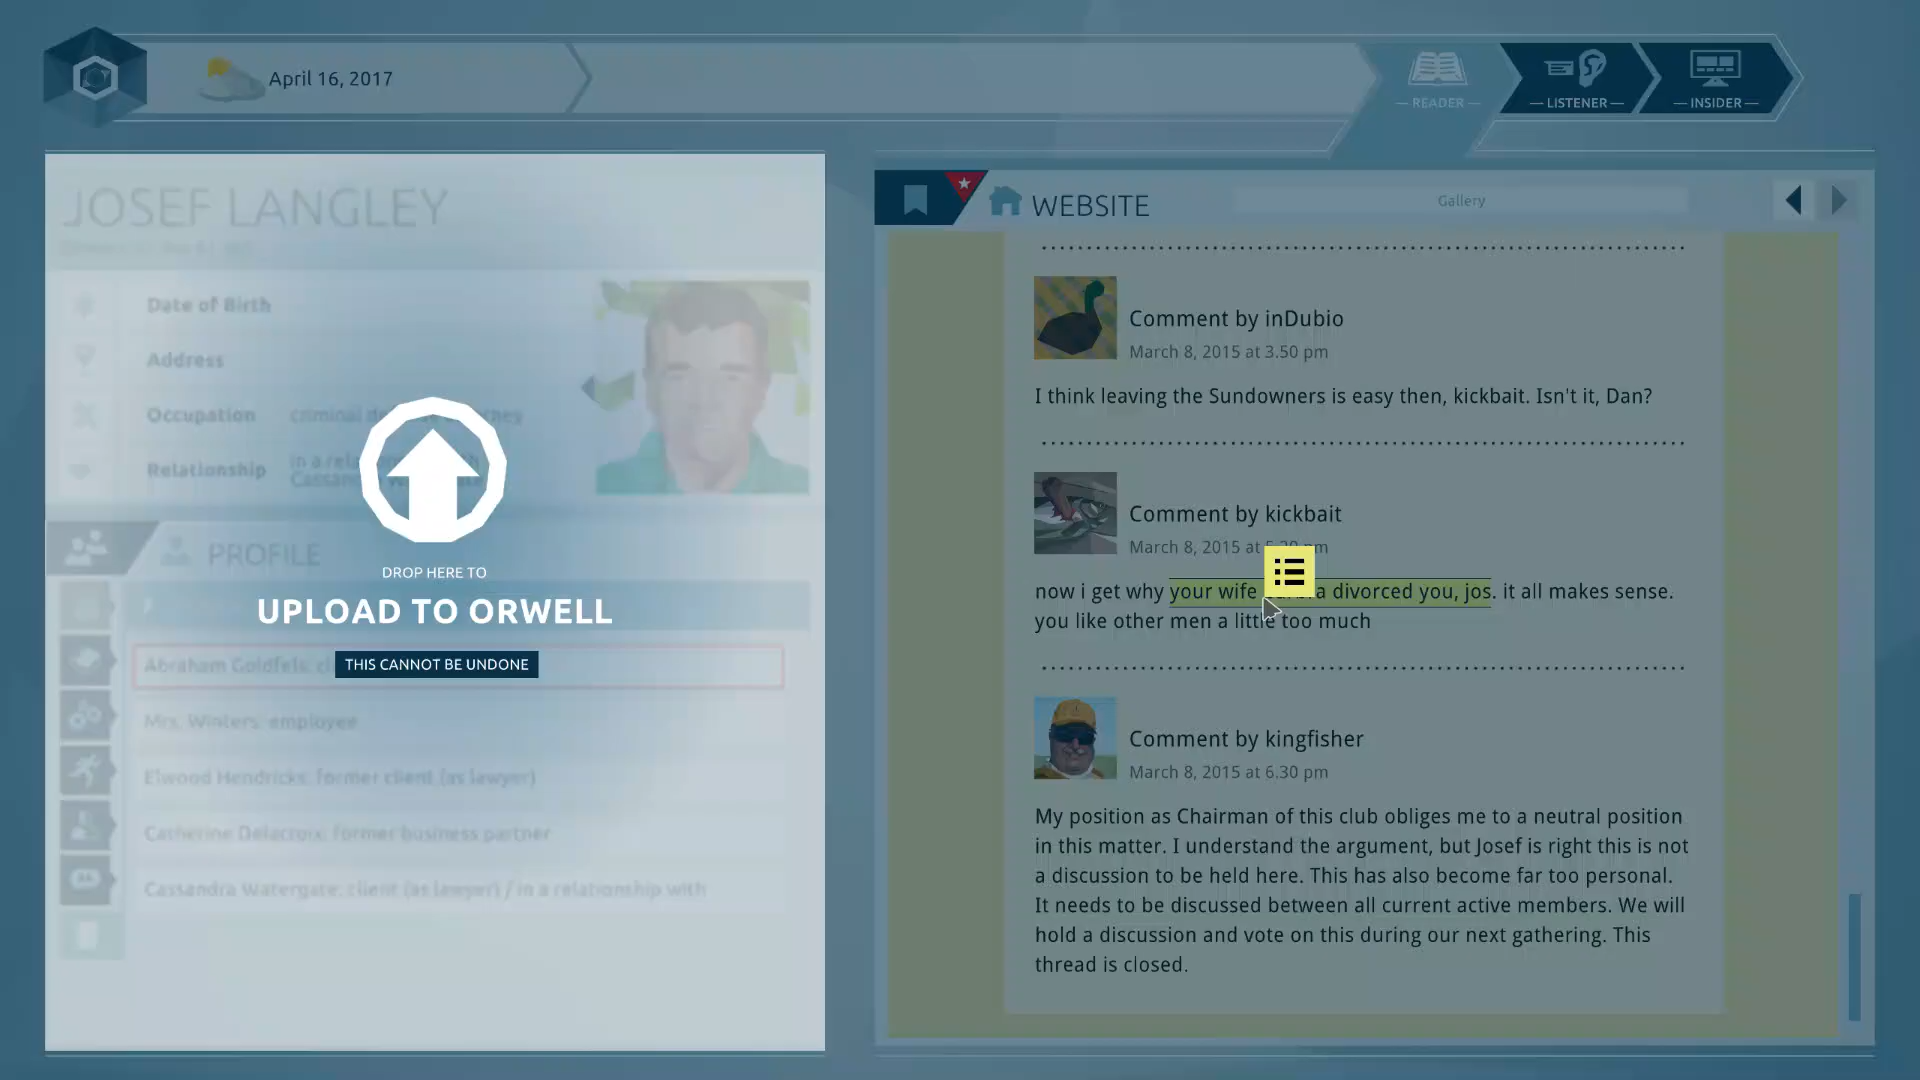 April 16, 2017
READER
LISTENER
INSIDER
JOSEF LANGLEY
Date of Birth
Address
Occupation criminal
Relationship in a
PROFILE
DROP HERE TO
UPLOAD TO ORWELL
THIS CANNOT BE UNDONE
Abraham Goldfels:
Mrs. Winters: employee
Elwood Hendricks: former client (as lawyer)
Catherine Delacroix: former business partner
Cassandra Watergate: client (as lawyer) / in a relationship with
WEBSITE
Gallery
Comment by inDubio
March 8, 2015 at 3.50 pm
I think leaving the Sundowners is easy then, kickbait. Isn't it, Dan?
Comment by kickbait
March 8, 2015 at pm
now i get why your wife divorced you, jos. it all makes sense.
you like other men a little too much
Comment by kingfisher
March 8, 2015 at 6.30 pm
My position as Chairman of this club obliges me to a neutral position
in this matter. I understand the argument, but Josef is right this is not
a discussion to be held here. This has also become far too personal.
It needs to be discussed between all current active members. We will
hold a discussion and vote on this during our next gathering. This
thread is closed.